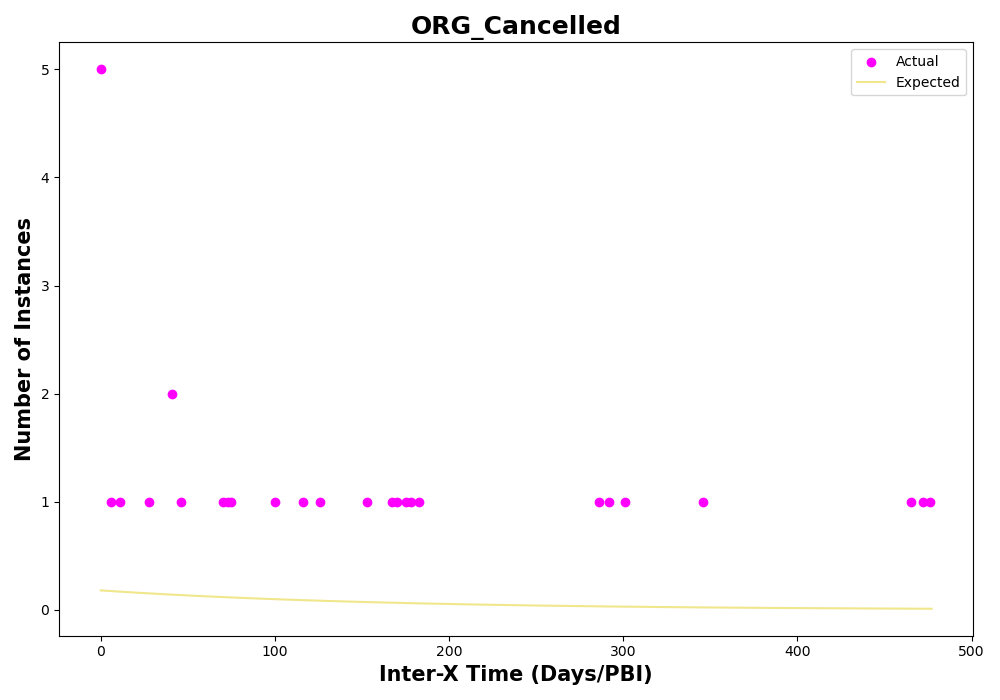 ORG_Cancelled
Actual
Expected
Number of Instances
5
4
3
2
1
0
0
100
200
300
400
500
Inter-X Time (Days/PBI)